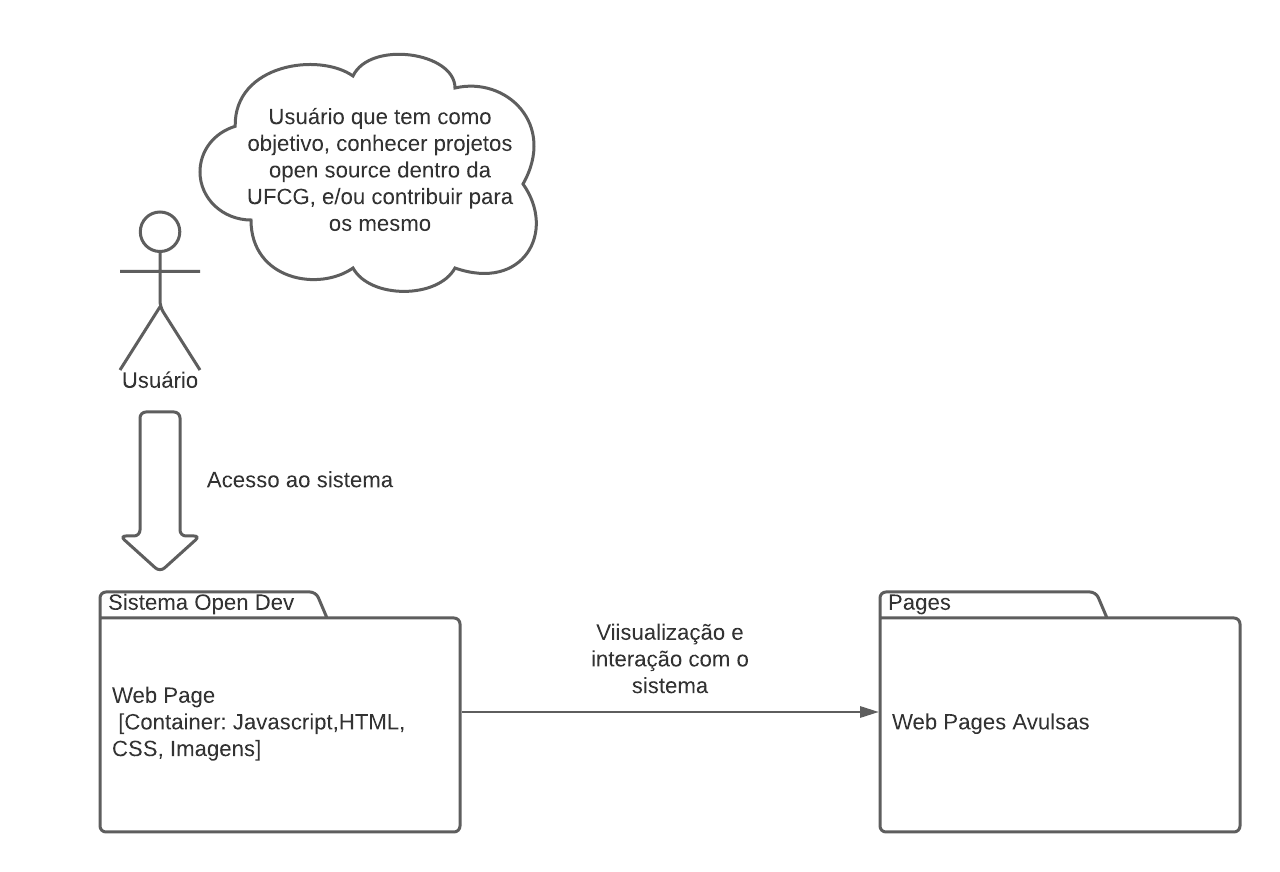 Usuário que tem como
objetivo, conhecer projetos
open source dentro da
UFCG, e/ou contribuir para
os mesmo
Usuário
Acesso ao sistema
Sistema Open Dev
Web Page
[Container: Javascript,HTML,
CSS, Imagens]
Viisualização e
interação com o
sistema
Pages
Web Pages Avulsas